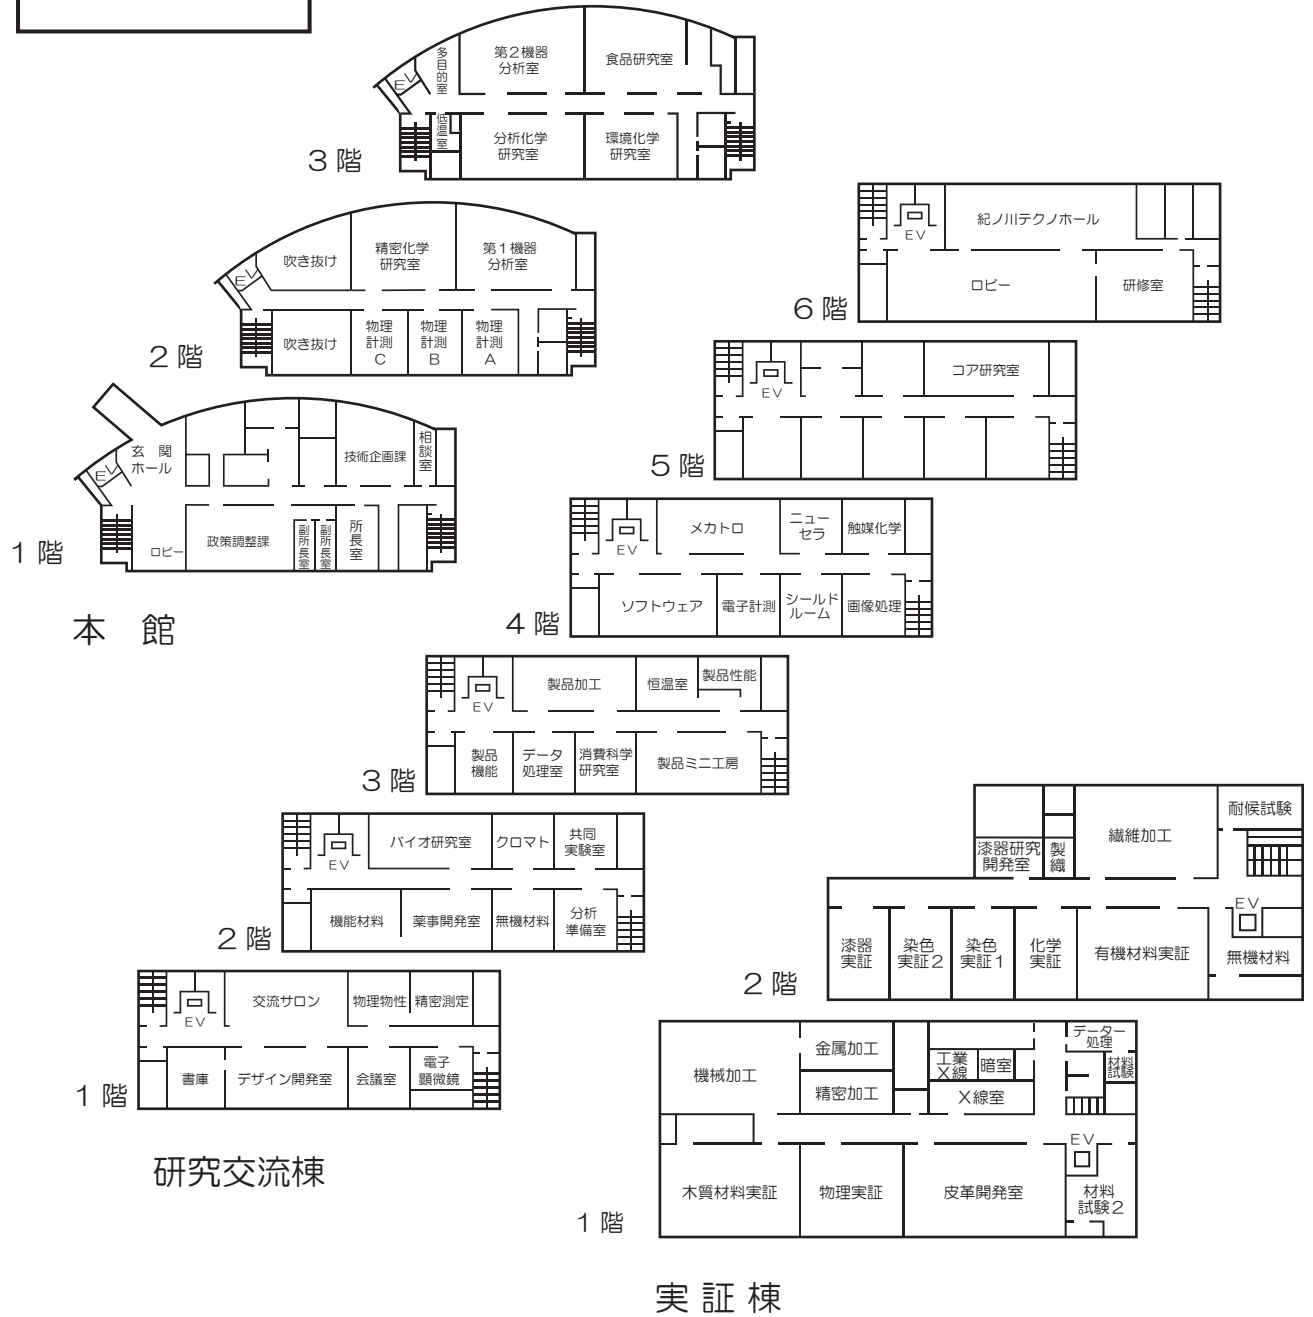 多目的室
第2機器
分析室
食品研究室
EV
低温室
分析化学
研究室
環境化学
研究室
3階
吹き抜け
精密化学
研究室
第1機器
分析室
EV
吹き抜け
物理
計測
C
物理
計測
B
物理
計測
A
2階
玄関
ホール
EV
技術企画課
相談室
ロビー
政策調整課
副所長室
副所長室
所長室
1階
本館
紀ノ川テクノホール
EV
ロビー
研修室
6階
コア研究室
EV
5階
メカトロ
ニュー
セラ
触媒化学
EV
ソフトウェア
電子計測
シールド
ルーム
画像処理
4階
製品加工
恒温室
製品性能
EV
製品
機能
データ
処理室
消費科学
研究室
製品ミニ工房
3階
バイオ研究室
クロマト
共同
実験室
EV
機能材料
薬事開発室
無機材料
分析
準備室
2階
交流サロン
物理物性
精密測定
EV
書庫
デザイン開発室
会議室
電子
顕微鏡
1階
研究交流棟
耐候試験
繊維加工
漆器研究
開発室
製織
EV
漆器
実証
染色
実証2
染色
実証1
化学
実証
有機材料実証
無機材料
2階
データー
処理
材料
試験
機械加工
金属加工
工業
X線
暗室
精密加工
X線室
EV
木質材料実証
物理実証
皮革開発室
材料
試験2
1階
実証棟